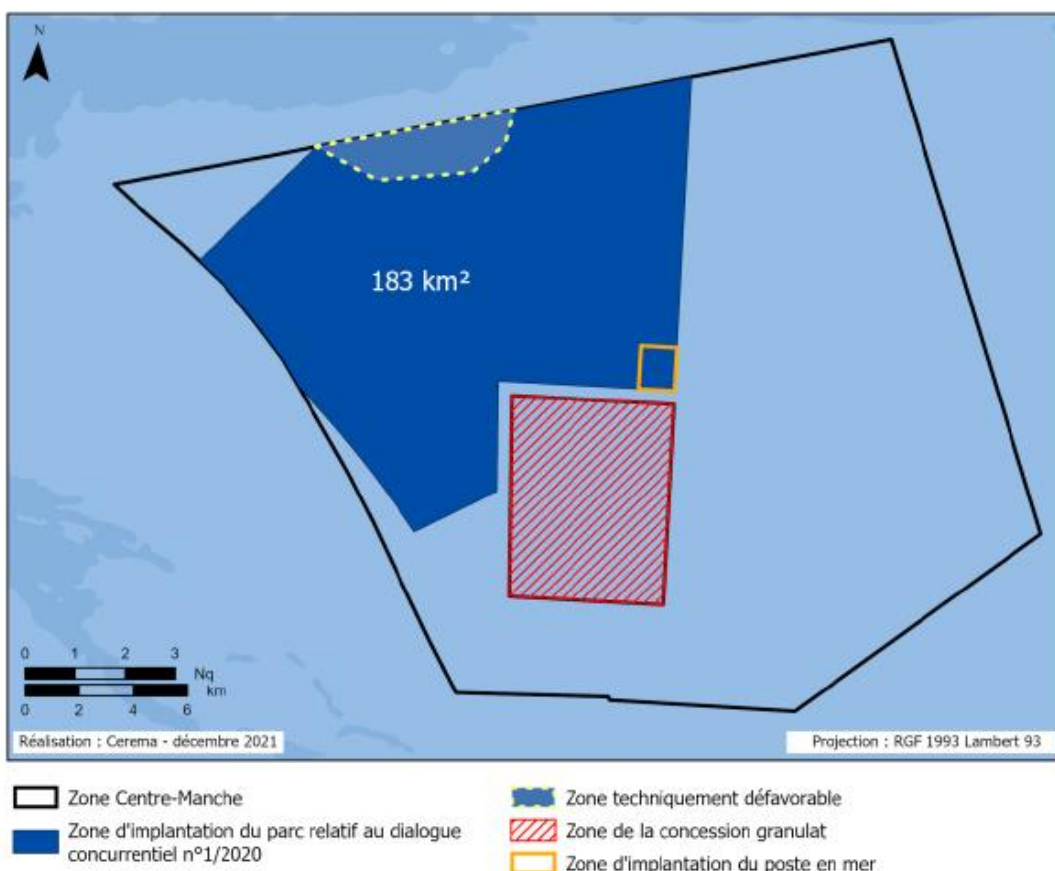 N
183 km²
0 1 2 3
Nq
km
0 2 4 6
Réalisation : Cerema - décembre 2021
Projection : RGF 1993 Lambert 93
Zone Centre-Manche
Zone d'implantation du parc relatif au dialogue
concurrentiel n°1/2020
Zone techniquement défavorable
Zone de la concession granulat
Zone d'implantation du poste en mer